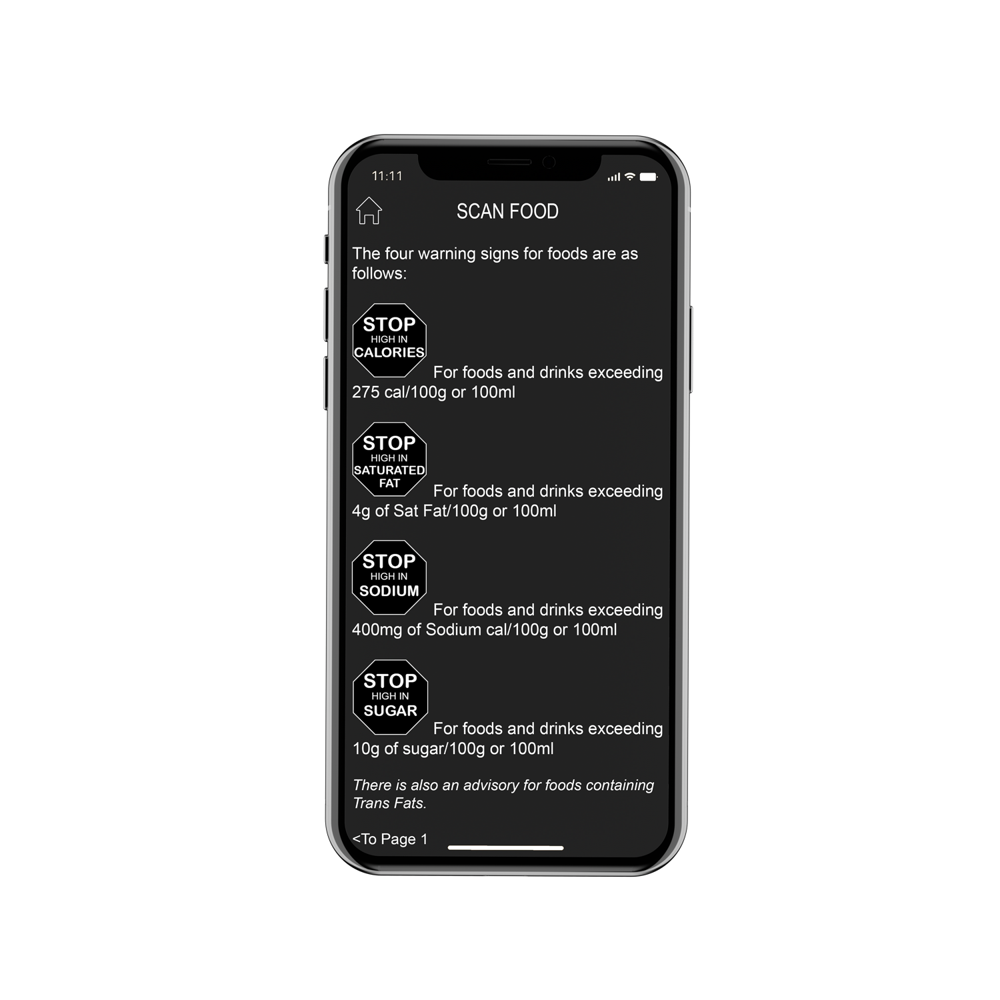 11:11
SCAN FOOD
The four warning signs for foods are as
follows:
STOP
HIGH IN
CALORIES
For foods and drinks exceeding
275 cal/100g or 100ml
STOP
HIGH IN
SATURATED
FAT
For foods and drinks exceeding
4g of Sat Fat/100g or 100ml
STOP
HIGH IN
SODIUM
For foods and drinks exceeding
400mg of Sodium cal/100g or 100ml
STOP
HIGH IN
SUGAR
For foods and drinks exceeding
10g of sugar/100g or 100ml
There is also an advisory for foods containing
Trans Fats.
<To Page 1